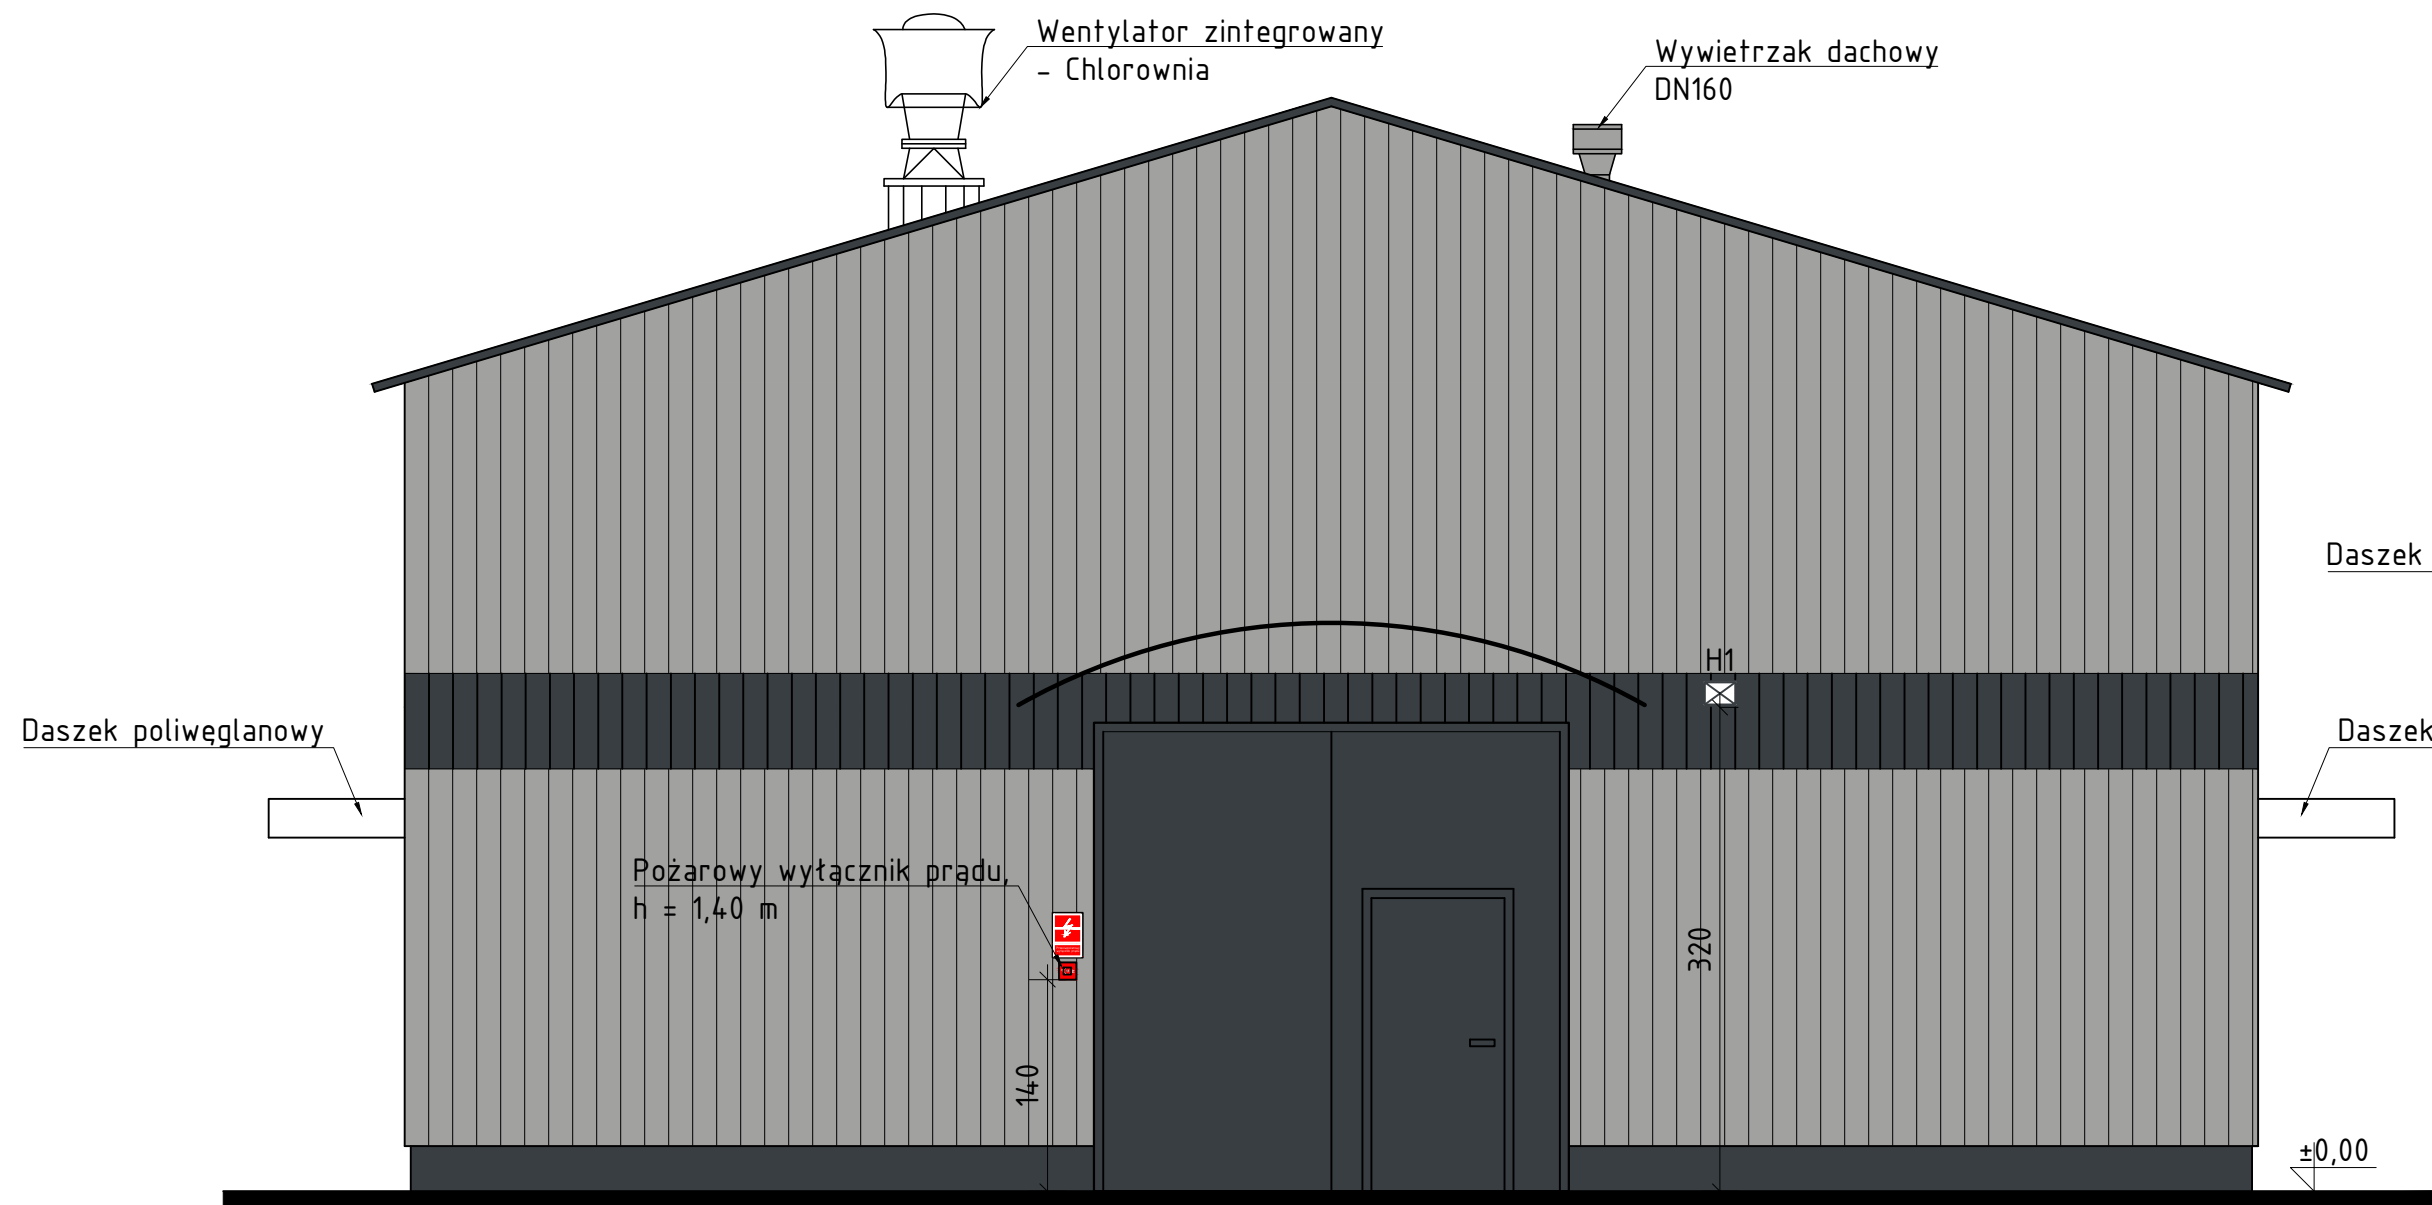 Wentylator zintegrowany
- Chlorownia
Wywietrzak dachowy
DN160
Daszek
H1
Daszek poliwęglanowy
Daszek
Pożarowy wyłącznik prądu,
h = 1,40 m
320
140
±0,00